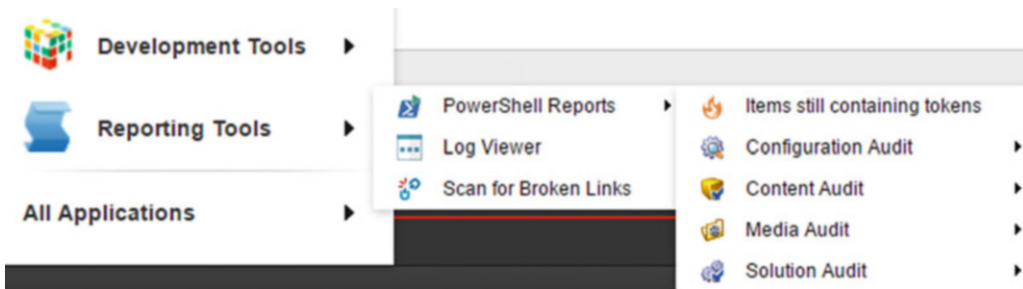 Development Tools
Reporting Tools
All Applications
PowerShell Reports
Log Viewer
Scan for Broken Links
Items still containing tokens
Configuration Audit
Content Audit
Media Audit
Solution Audit